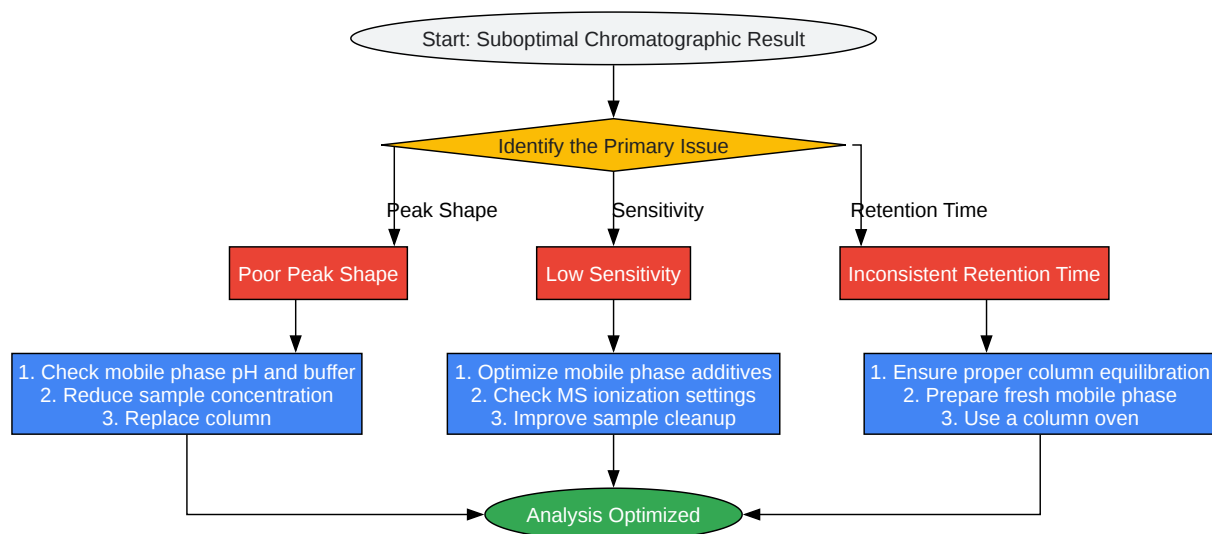 Start: Suboptimal Chromatographic Result
Identify the Primary Issue
Peak Shape
Sensitivity
Retention Time
Poor Peak Shape
Low Sensitivity
Inconsistent Retention Time
1. Check mobile phase pH and buffer
2. Reduce sample concentration
3. Replace column
1. Optimize mobile phase additives
2. Check MS ionization settings
3. Improve sample cleanup
1. Ensure proper column equilibration
2. Prepare fresh mobile phase
3. Use a column oven
Analysis Optimized